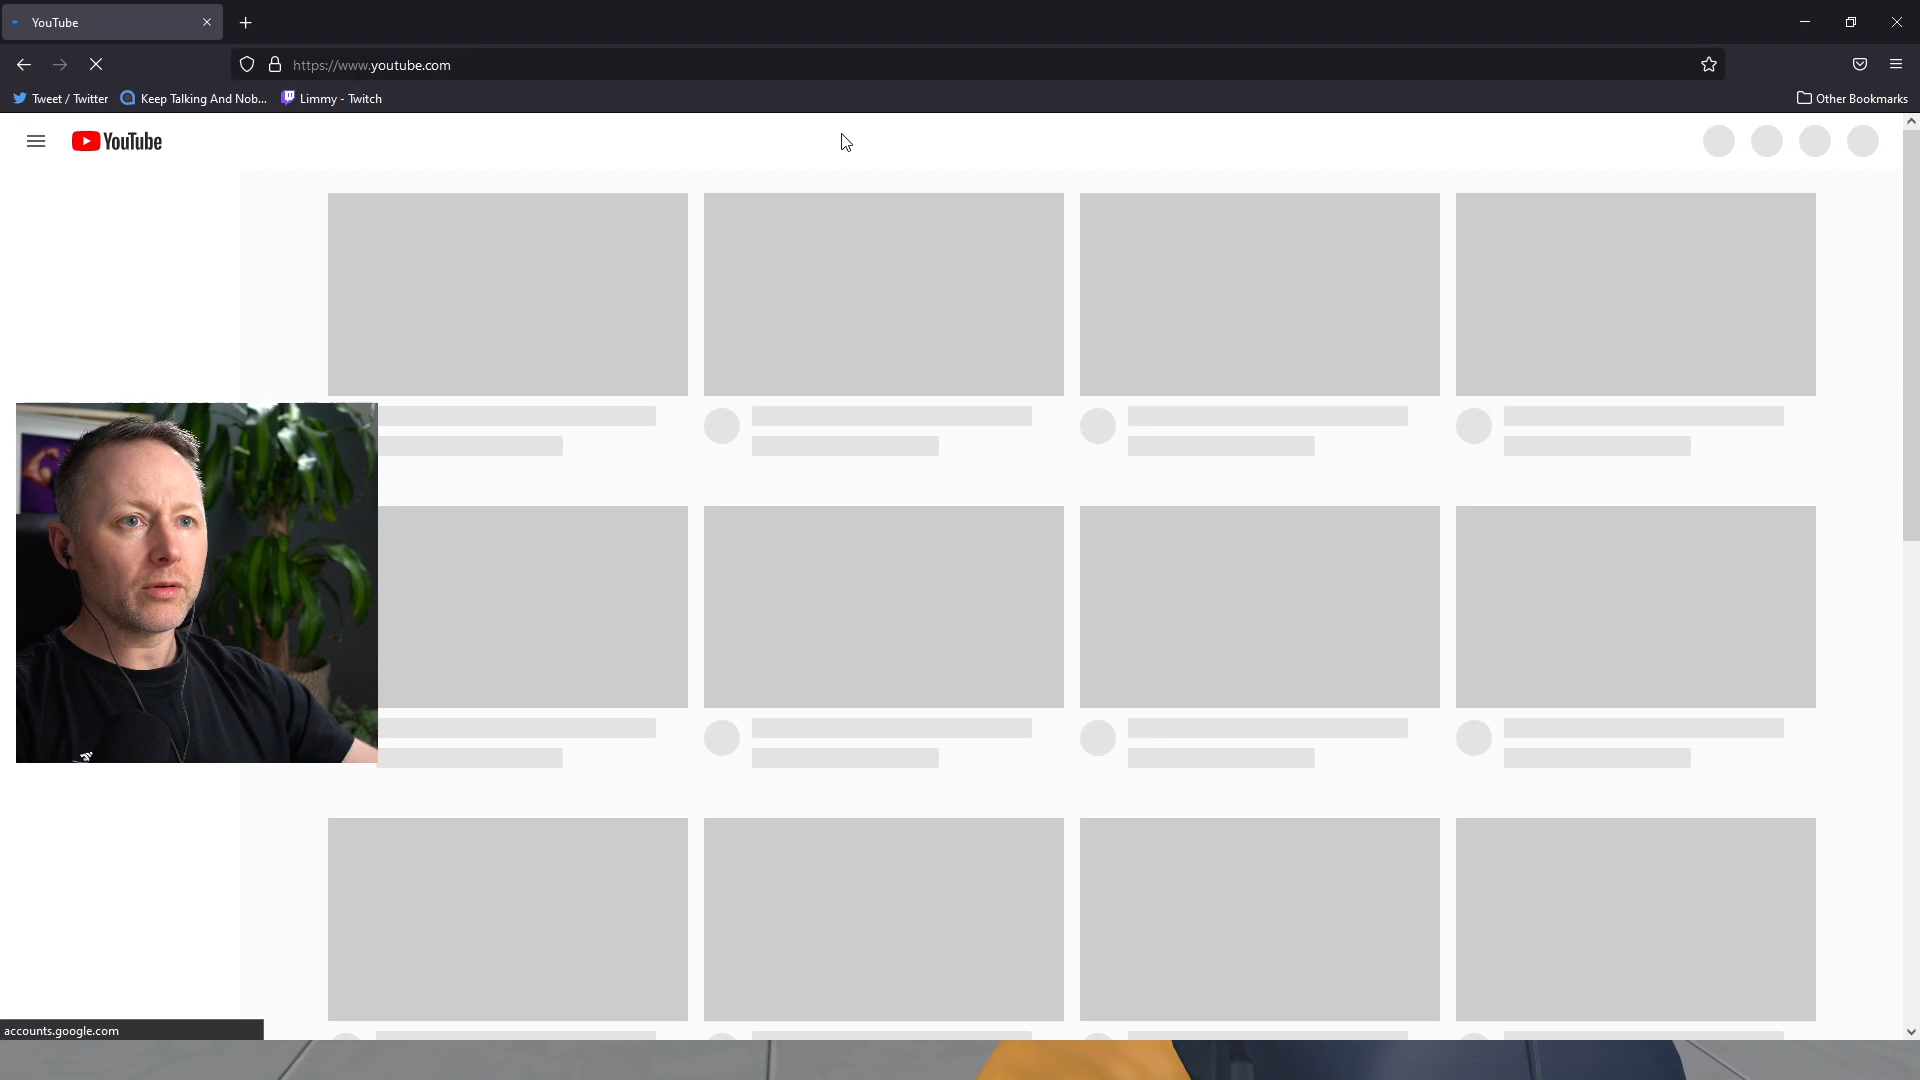 YouTube
https://www.youtube.com
Tweet / Twitter
Keep Talking And Nob...
Limmy - Twitch
Other Bookmarks
YouTube
accounts.google.com